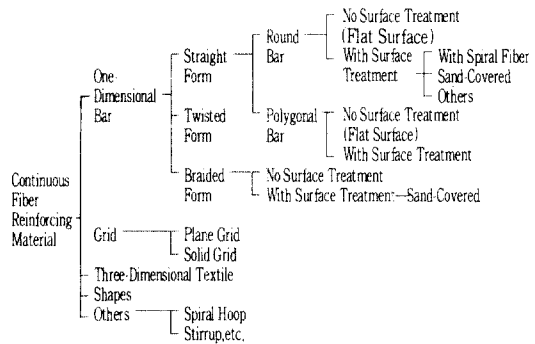 No Surface Treatment
Round (Flat Surface)
Straight Bar With Surface With Spiral Fiber
Form Treatment Sand-Covered
One- Others
Dimensional
Bar Twisted Polygonal No Surface Treatment
Form Bar (Flat Surface)
With Surface Treatment
Braided No Surface Treatment
Form With Surface Treatment Sand-Covered
Continuous
Fiber
Reinforcing
Material
Grid Plane Grid
Solid Grid
Three-Dimensional Textile
Shapes
Others Spiral Hoop
Stirrup,etc.